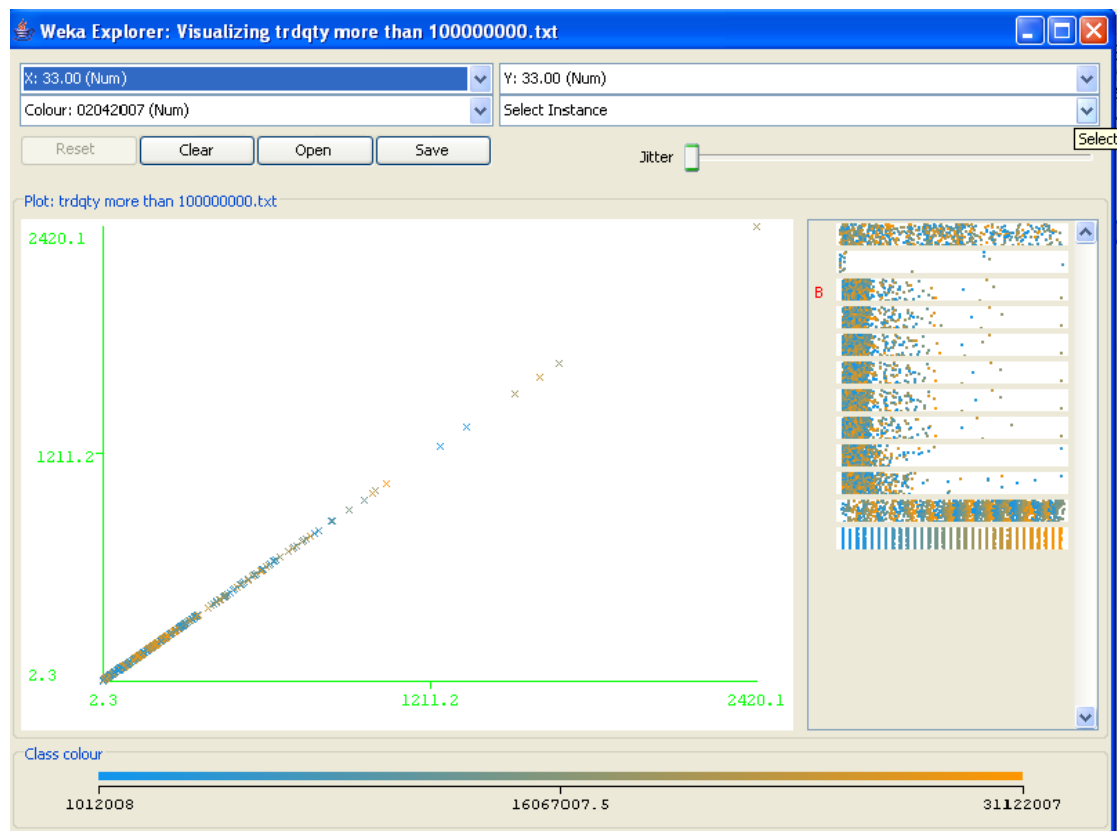 Weka Explorer: Visualizing trdqty more than 100000000.txt
X: 33.00 (Num)
Y: 33.00 (Num)
Colour: 02042007 (Num)
Select Instance
Reset
Clear
Open
Save
Jitter
Select
Plot: trdqty more than 100000000.txt
2420.1
B
1211.2
2.3
2.3
1211.2
2420.1
Class colour
1012008
16067007.5
31122007